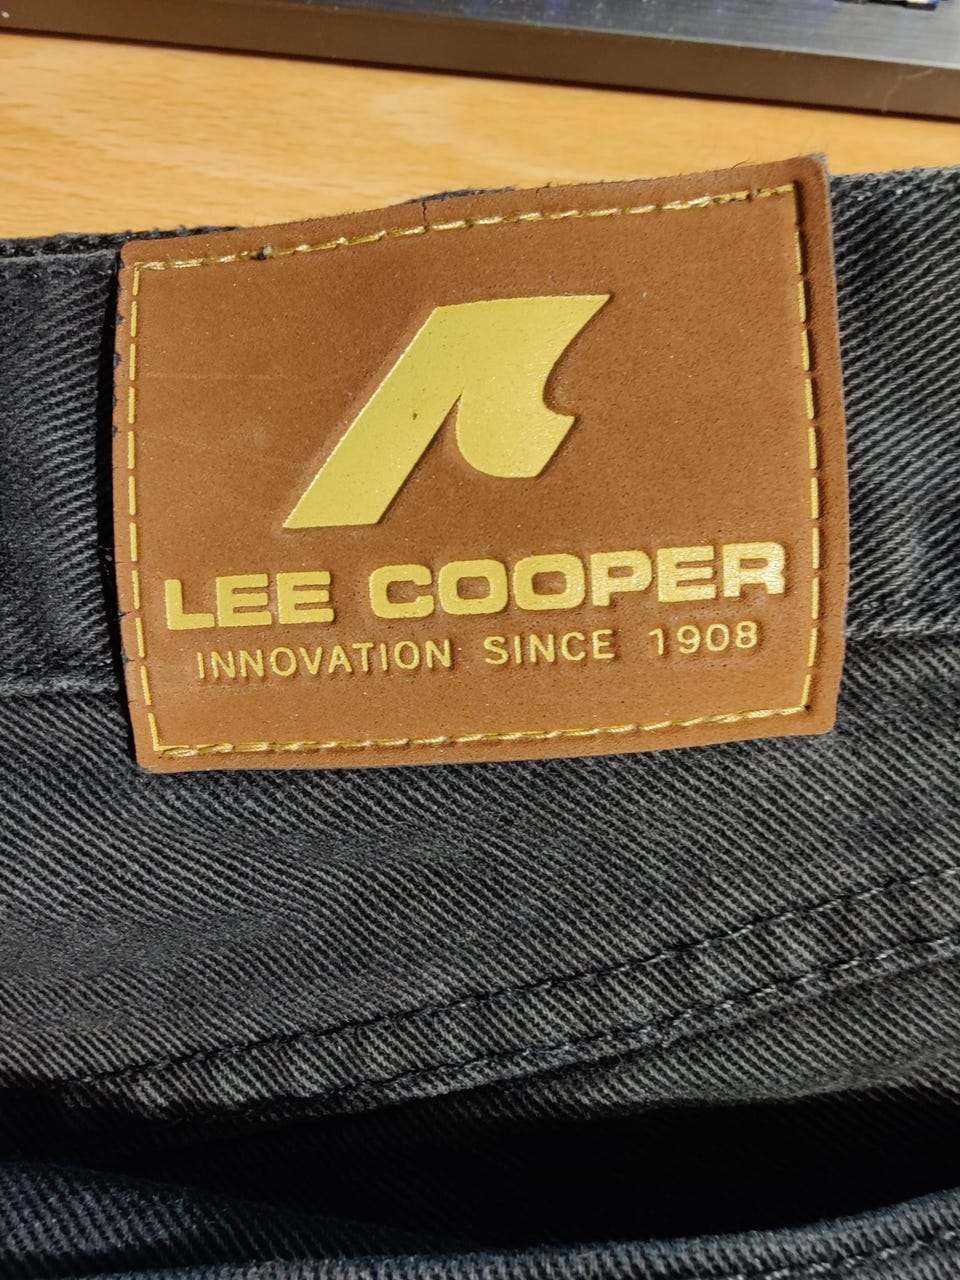 LEE COOPER
INNOVATION SINCE 1908